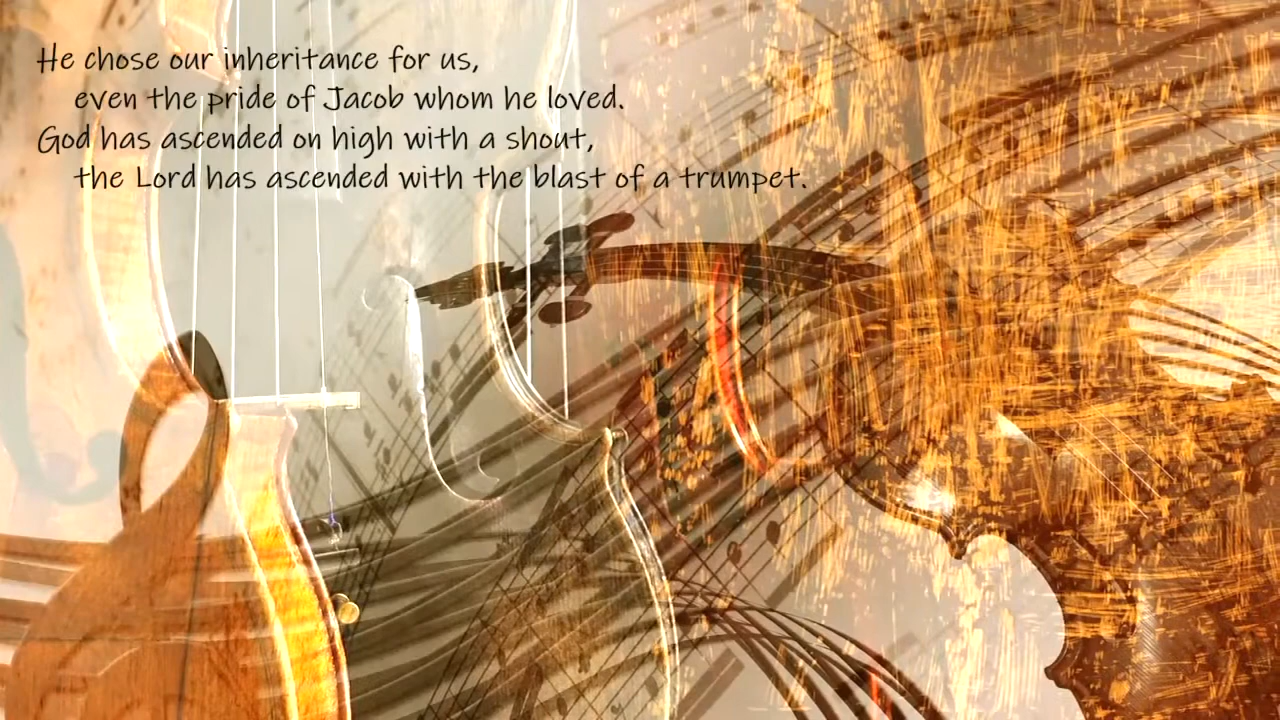 He chose our inheritance for us,
even the pride of Jacob whom he loved.
God has ascended on high with a shout,
the Lord has ascended with the blast of a trumpet.